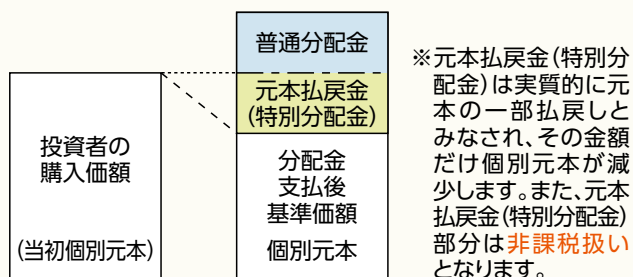 普通分配金
元本払戻金
(特別分配金)
投資者の
購入価額
(当初個別元本)
分配金
支払後
基準価額
個別元本
※元本払戻金(特別分
配金)は実質的に元
本の一部払戻しと
みなされ、その金額
だけ個別元本が減
少します。また、元本
払戻金(特別分配金)
部分は非課税扱い
となります。